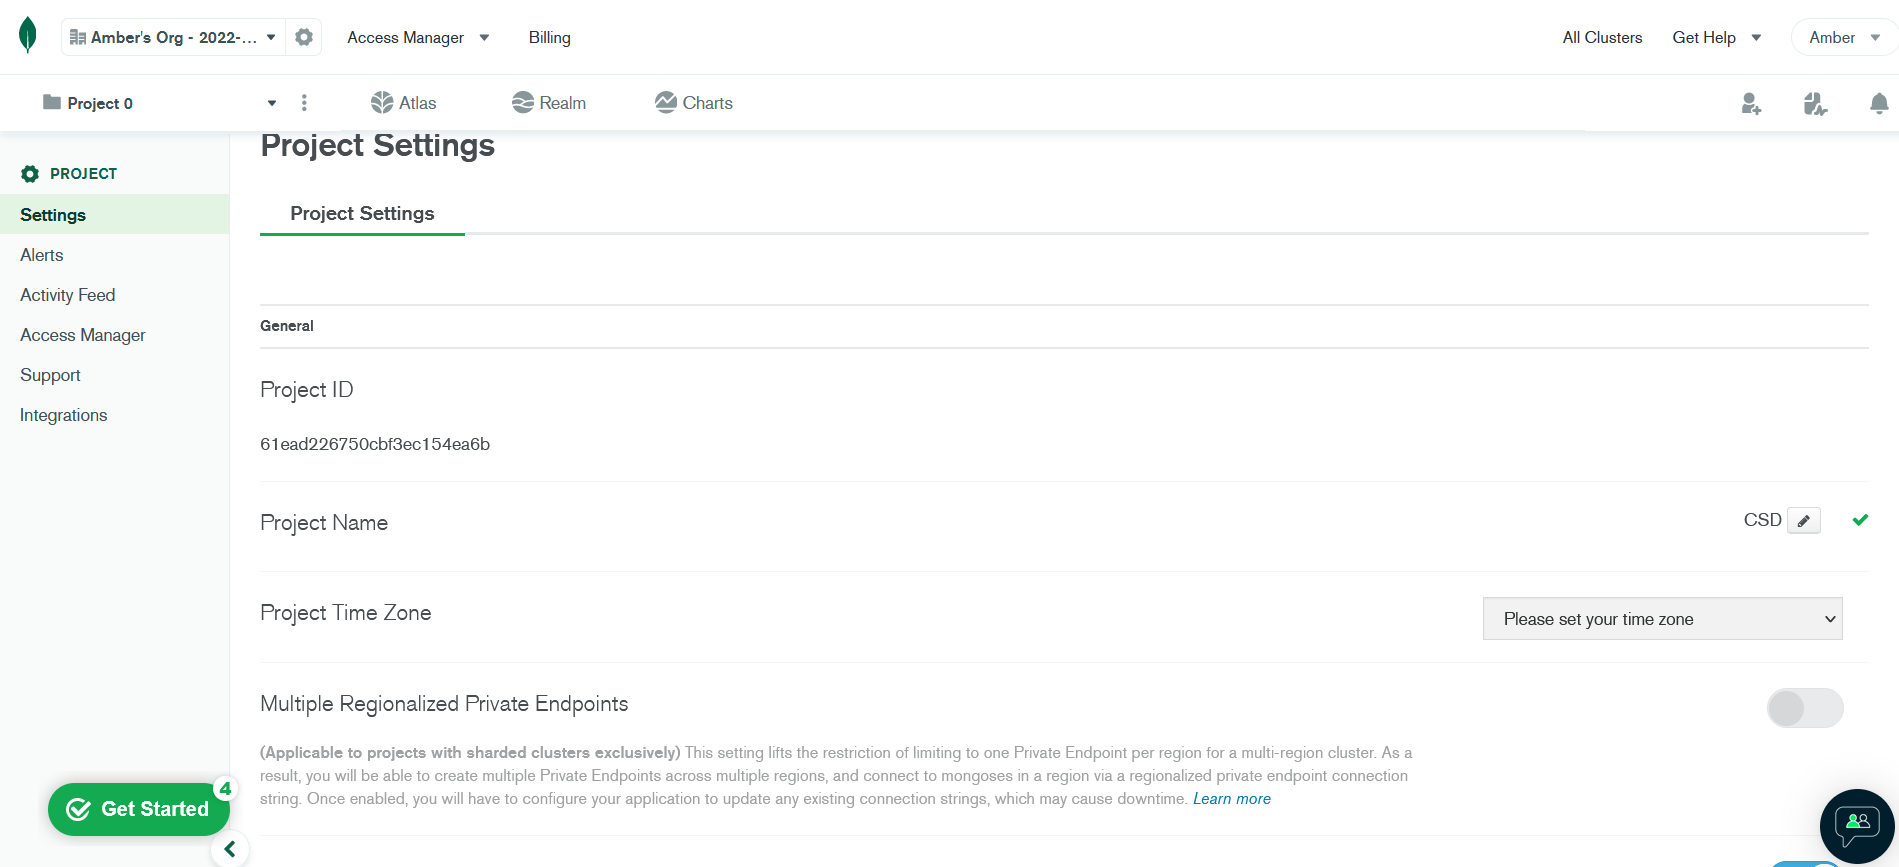 Amber's Org - 2022-...
Access Manager
Billing
All Clusters
Get Help
Amber
Project 0
Atlas
Realm
Charts
Project Settings
PROJECT
Settings
Alerts
Activity Feed
Access Manager
Support
Integrations
Project Settings
General
Project ID
61ead226750cbf3ec154ea6b
Project Name
CSD
Project Time Zone
Please set your time zone
Multiple Regionalized Private Endpoints
(Applicable to projects with sharded clusters exclusively) This setting lifts the restriction of limiting to one Private Endpoint per region for a multi-region cluster. As a
result, you will be able to create multiple Private Endpoints across multiple regions, and connect to mongoses in a region via a regionalized private endpoint connection
string. Once enabled, you will have to configure your application to update any existing connection strings, which may cause downtime. Learn more
Get Started
4